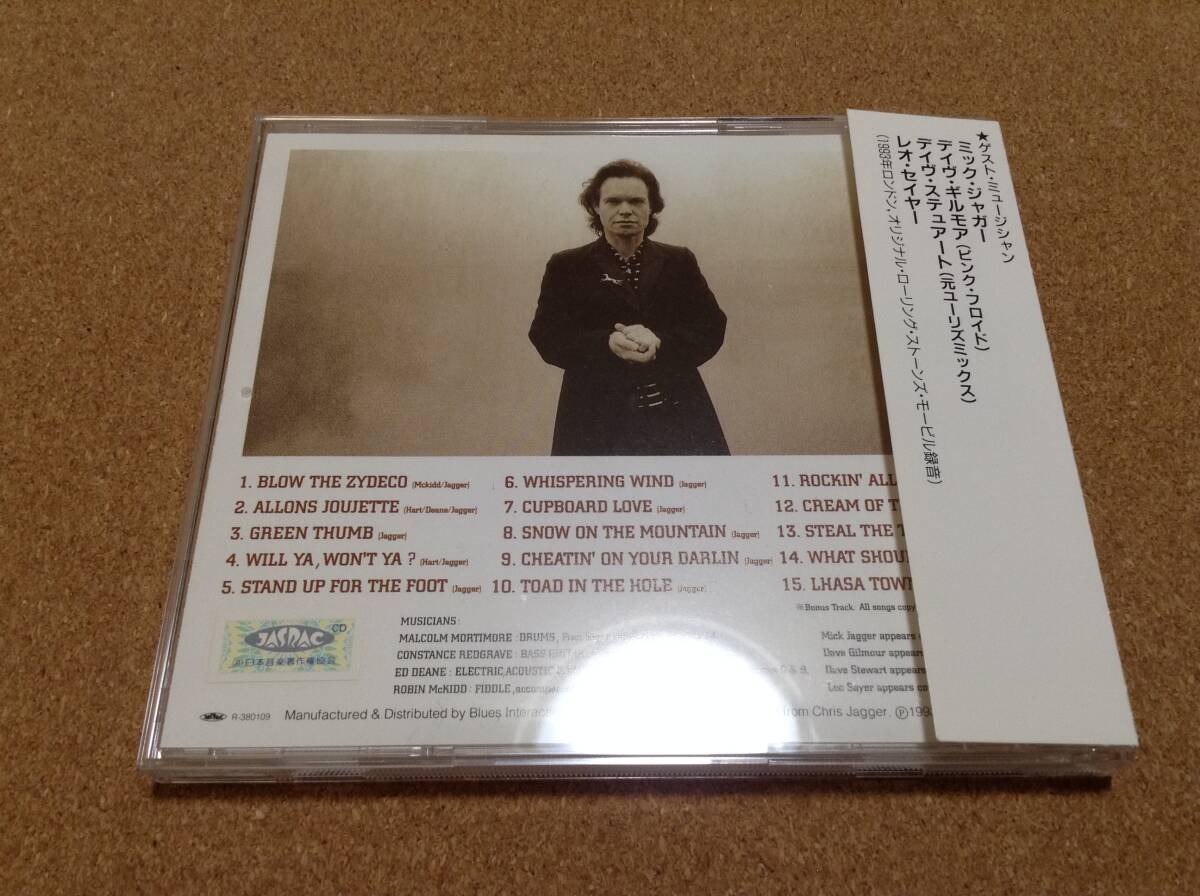 1. BLOW THE ZYDECO (Mckidd/Jagger)
2. ALLONS JOUJETTE (Hart/Deane/Jagger)
3. GREEN THUMB (Jagger)
4. WILL YA, WON'T YA ? (Hart/Jagger)
5. STAND UP FOR THE FOOT (Jagger)
6. WHISPERING WIND (Jagger)
7. CUPBOARD LOVE (Jagger)
8. SNOW ON THE MOUNTAIN (Jagger)
9. CHEATIN' ON YOUR DARLIN (Jagger)
10. TOAD IN THE HOLE (Jagger)
11. ROCKIN' ALL
12. CREAM OF
13. STEAL THE
14. WHAT
15. LHASA
※Bonus Track. All songs
MUSICIANS :
MALCOLM MORTIMORE : DRUMS,
CONSTANCE REDGRAVE : BASS
ED DEANE : ELECTRIC, ACOUSTIC &
ROBIN McKIDD : FIDDLE,
Mick Jagger appears
Dave Gilmour appears
Dave Stewart appears
Leo Sayer appears
JASRAC CD
日本音楽著作権協会
R-380109
Manufactured & Distributed by Blues
from Chris Jagger. Ⓟ
★ゲスト・ミュージシャン
ミック・ジャガー
デイヴ・ギルモア(ピンク・フロイド)
デイヴ・ステュアート(元ユーリズミックス)
レオ・セイヤー
(1993年ロンドン・オリジナル・ローリング・ストーンズ・モービル録音)